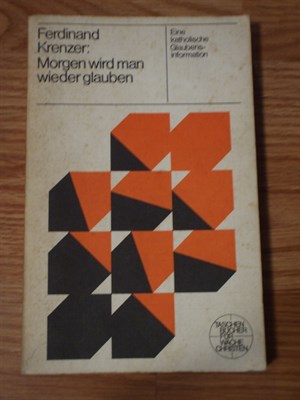 Ferdinand
Krenzer:
Morgen wird man
wieder glauben
Eine
katholische
Glaubens-
information
TASCHEN
BÜCHER
FÜR
WACHE
CHRISTEN